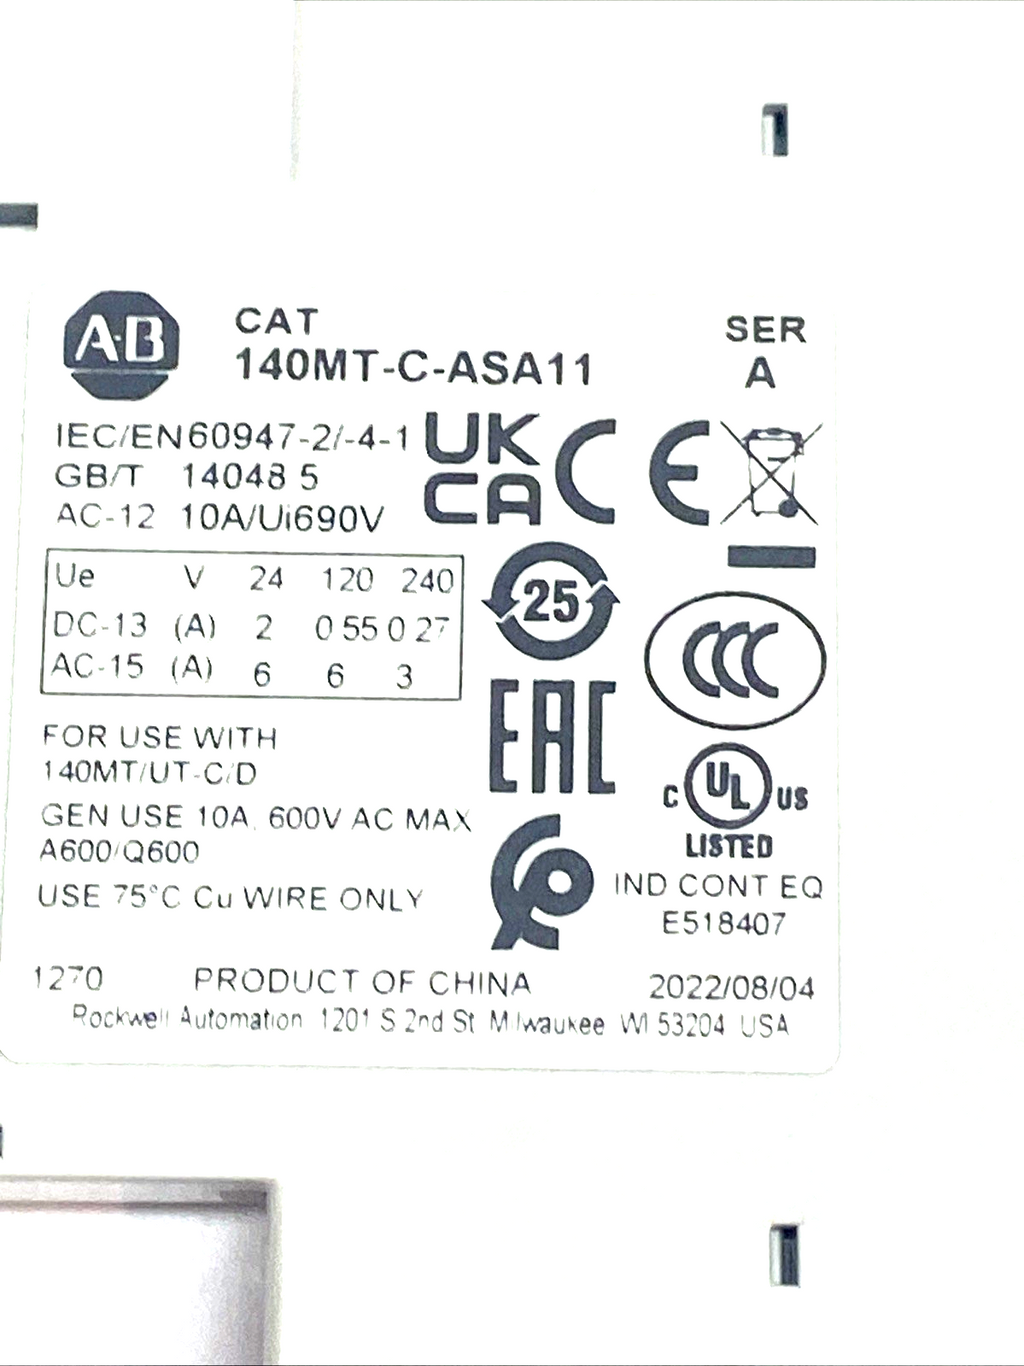 A-B
CAT
140MT-C-ASA11
SER
A
IEC/EN60947-2/-4-1
GB/T 14048 5
AC-12 10A/Ui690V
UK
CA
CE
Ue V 24 120 240
DC-13 (A) 2 0 55 0 27
AC-15 (A) 6 6 3
25
CCC
EAC
FOR USE WITH
140MT/UT-C/D
C UL US
LISTED
GEN USE 10A, 600V AC MAX
A600/Q600
USE 75°C Cu WIRE ONLY
IND CONT EQ
E518407
1270 PRODUCT OF CHINA 2022/08/04
Rockwell Automation 1201 S 2nd St Milwaukee WI 53204 USA